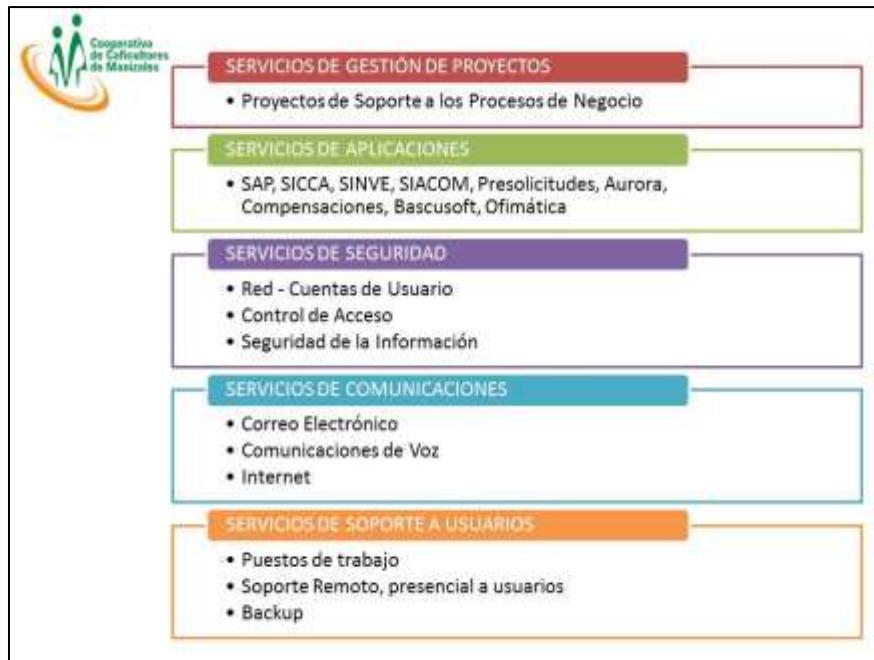 Cooperativa
de Caficultores
de Manizales
SERVICIOS DE GESTIÓN DE PROYECTOS
• Proyectos de Soporte a los Procesos de Negocio
SERVICIOS DE APLICACIONES
• SAP, SICCA, SINVE, SIACOM, Presolicitudes, Aurora,
Compensaciones, Bascusoft, Ofimática
SERVICIOS DE SEGURIDAD
• Red - Cuentas de Usuario
• Control de Acceso
• Seguridad de la Información
SERVICIOS DE COMUNICACIONES
• Correo Electrónico
• Comunicaciones de Voz
• Internet
SERVICIOS DE SOPORTE A USUARIOS
• Puestos de trabajo
• Soporte Remoto, presencial a usuarios
• Backup